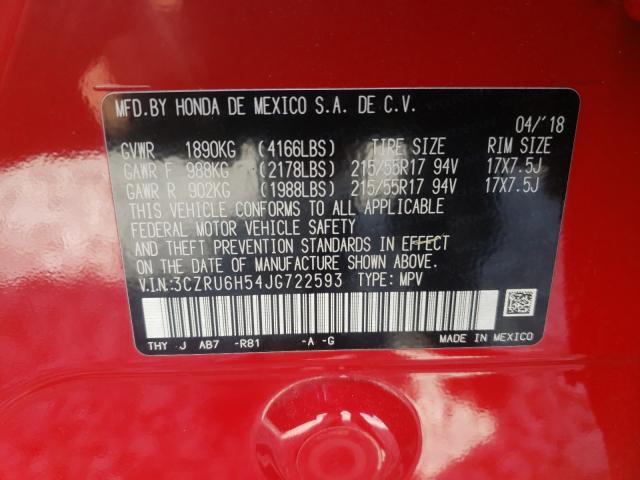 MFD.BY HONDA DE MEXICO S.A. DE C.V.
04/'18
GVWR 1890KG (4166LBS) TIRE SIZE RIM SIZE
GAWR F 988KG (2178LBS) 215/55R17 94V 17X7.5J
GAWR R 902KG (1988LBS) 215/55R17 94V 17X7.5J
THIS VEHICLE CONFORMS TO ALL APPLICABLE
FEDERAL MOTOR VEHICLE SAFETY
AND THEFT PREVENTION STANDARDS IN EFFECT
ON THE DATE OF MANUFACTURE SHOWN ABOVE.
V.I.N:3CZRU6H54JG722593 TYPE: MPV
THY J AB7 -R81 -A -G
MADE IN MEXICO